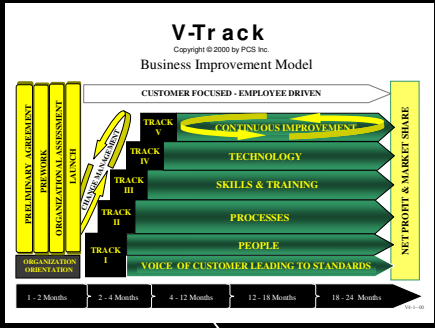 V-Track
Copyright © 2000 by PCS Inc.
Business Improvement Model
CUSTOMER FOCUSED - EMPLOYEE DRIVEN
PRELIMINARY AGREEMENT
PREWORK
ORGANIZATIONAL ASSESSMENT
LAUNCH
ORGANIZATION
ORIENTATION
CHANGE MANAGEMENT
TRACK
V
CONTINUOUS IMPROVEMENT
TRACK
IV
TECHNOLOGY
TRACK
III
SKILLS & TRAINING
TRACK
II
PROCESSES
TRACK
I
PEOPLE
VOICE OF CUSTOMER LEADING TO STANDARDS
NET PROFIT & MARKET SHARE
1 - 2 Months
2 - 4 Months
4 - 12 Months
12 - 18 Months
18 - 24 Months